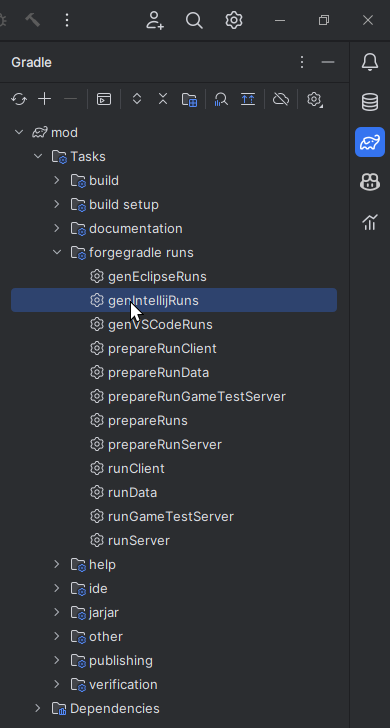 Gradle
mod
Tasks
build
build setup
documentation
forgegradle runs
genEclipseRuns
genIntellijRuns
genVSCodeRuns
prepareRunClient
prepareRunData
prepareRunGameTestServer
prepareRuns
prepareRunServer
runClient
runData
runGameTestServer
runServer
help
ide
jarjar
other
publishing
verification
Dependencies